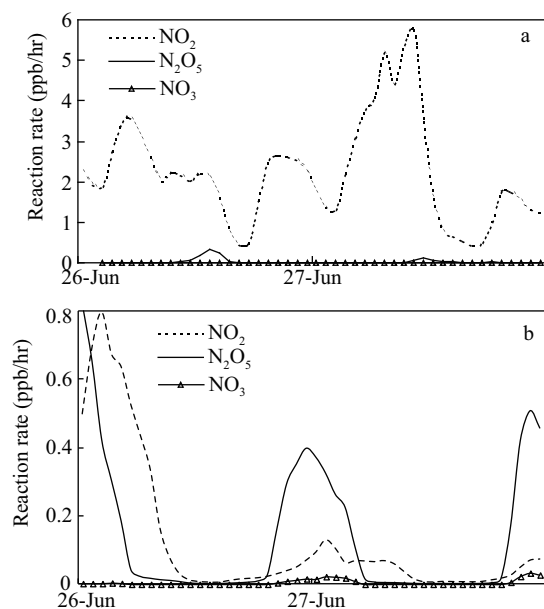 a
Reaction rate (ppb/hr)
6
5
4
3
2
1
0
NO₂
N₂O₅
NO₃
26-Jun
27-Jun
b
Reaction rate (ppb/hr)
0.8
0.6
0.4
0.2
0
NO₂
N₂O₅
NO₃
26-Jun
27-Jun